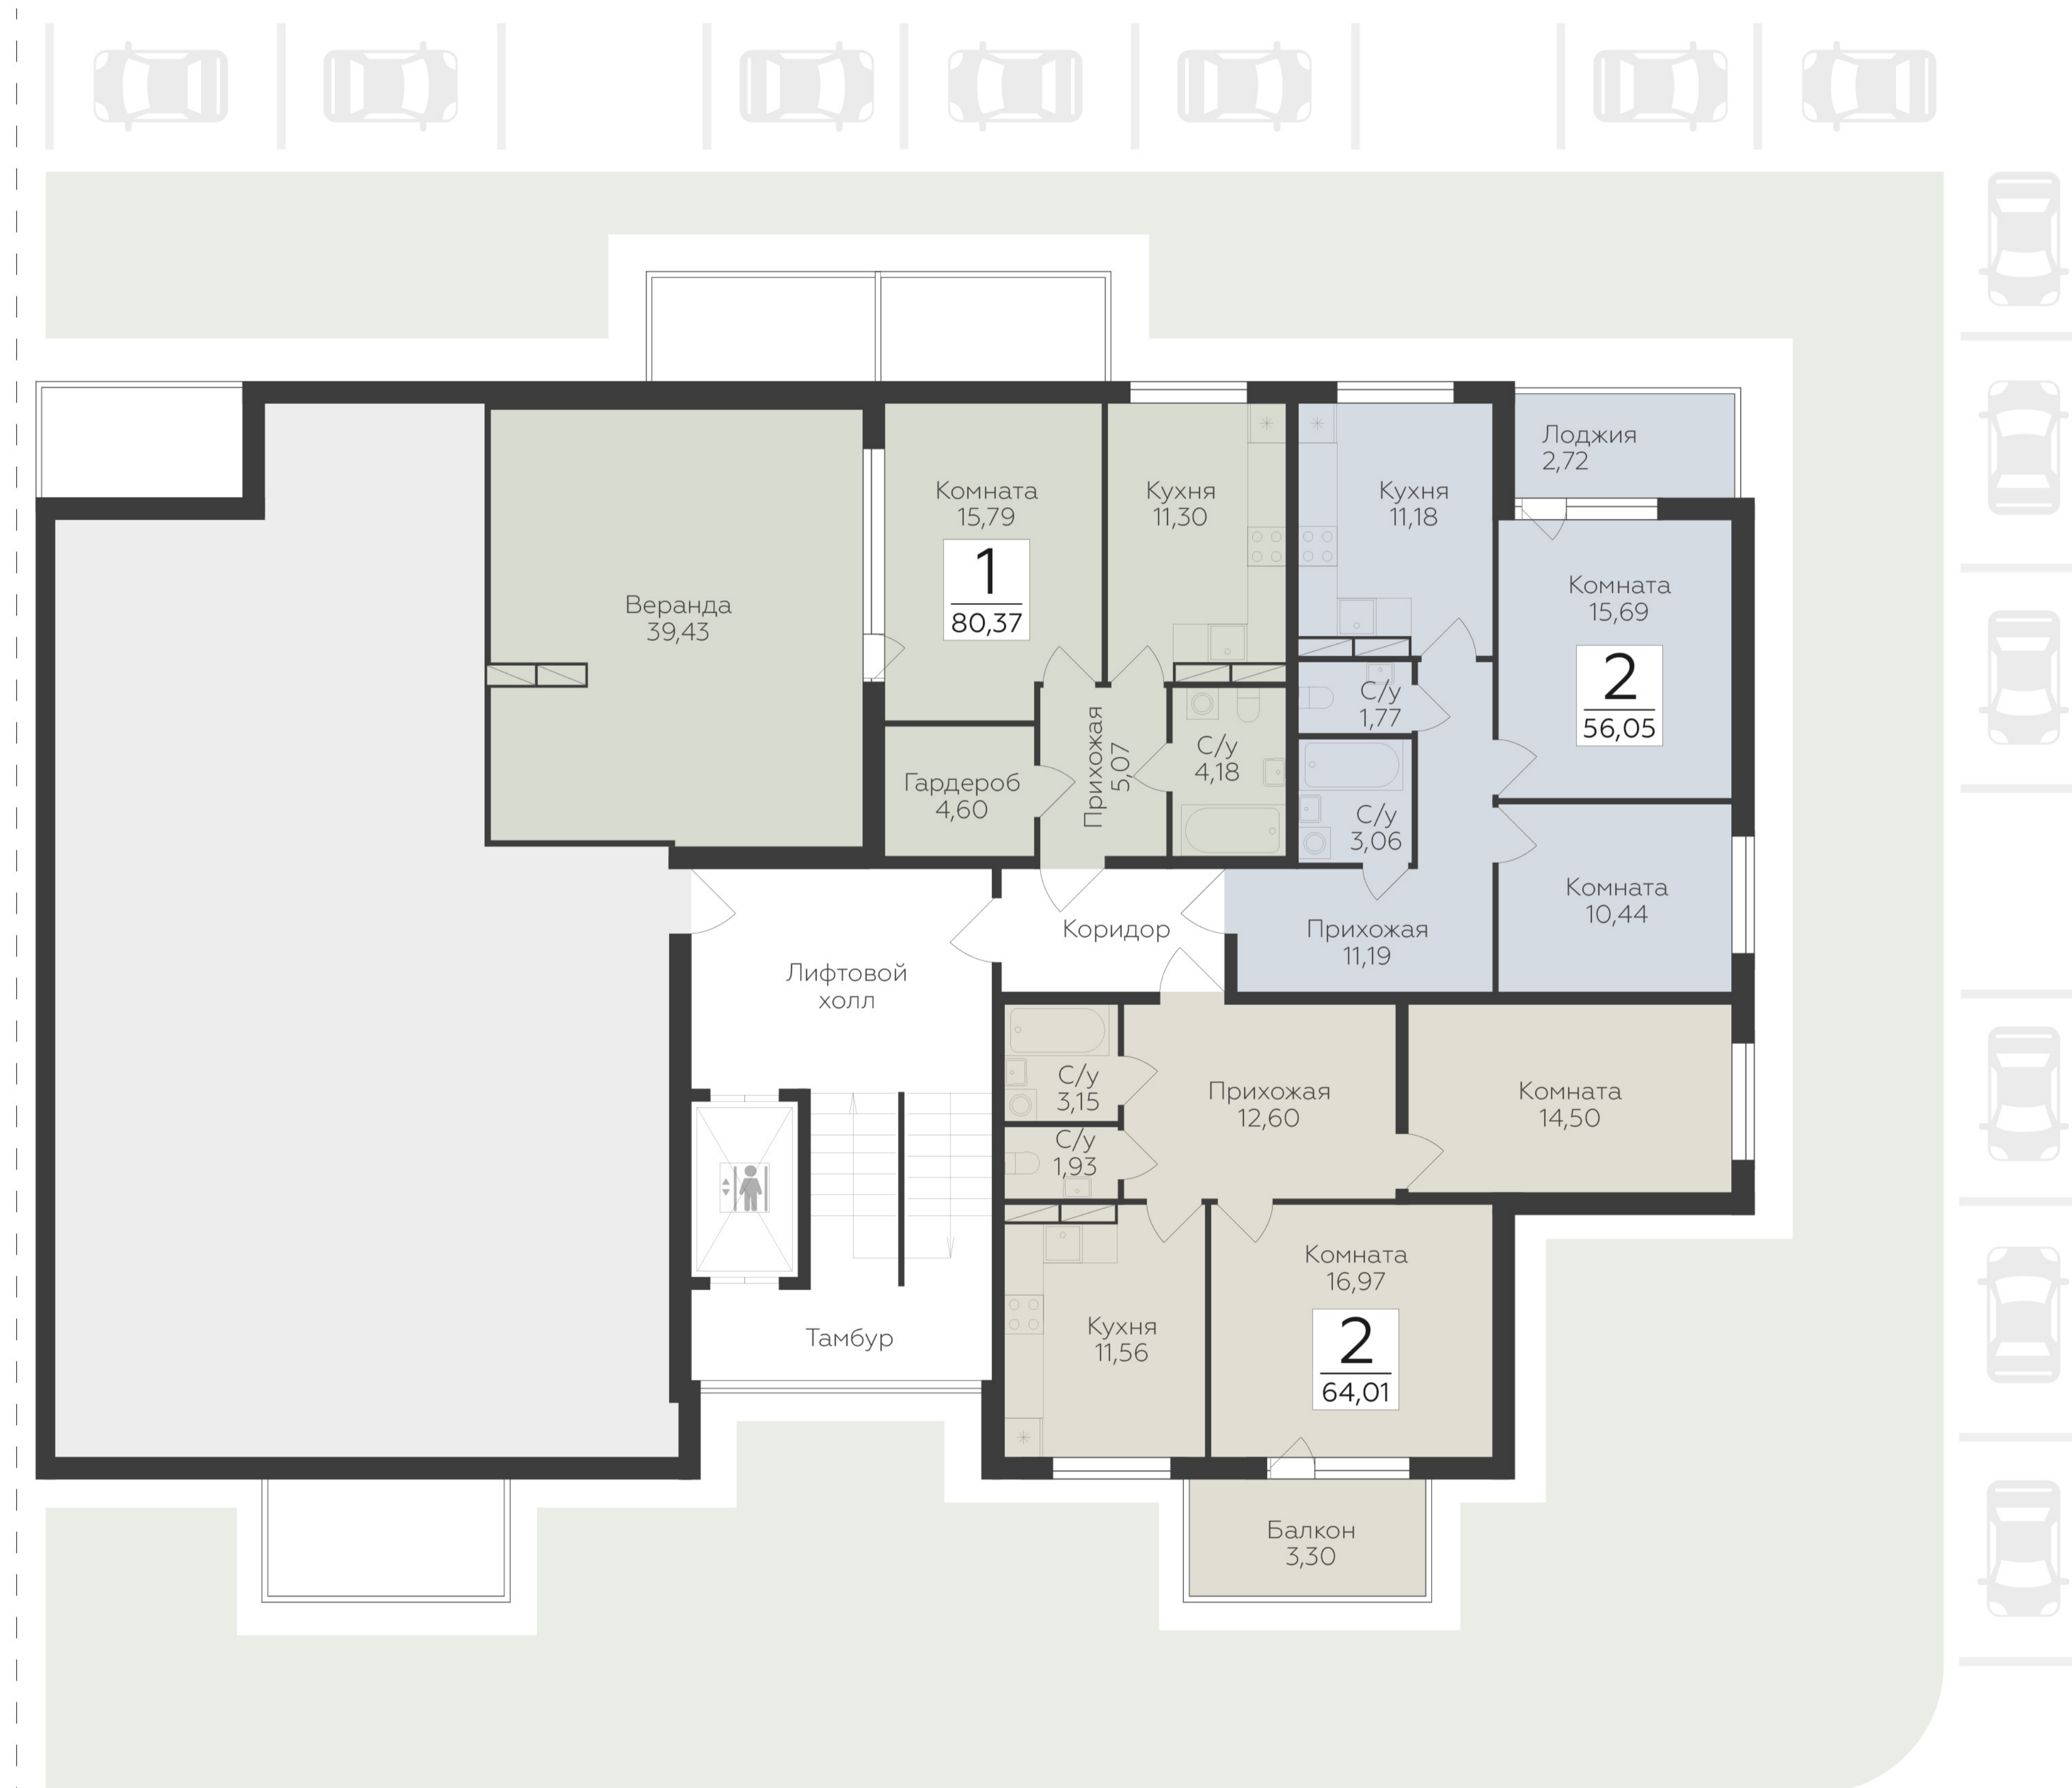 Лоджия
2,72
Комната
15,79
1
80,37
Кухня
11,30
Кухня
11,18
Веранда
39,43
Комната
15,69
2
56,05
С/у
1,77
Прихожая
5,07
С/у
4,18
Гардероб
4,60
С/у
3,06
Комната
10,44
Коридор
Прихожая
11,19
Лифтовой
холл
С/у
3,15
Прихожая
12,60
Комната
14,50
С/у
1,93
Комната
16,97
2
64,01
Кухня
11,56
Тамбур
Балкон
3,30